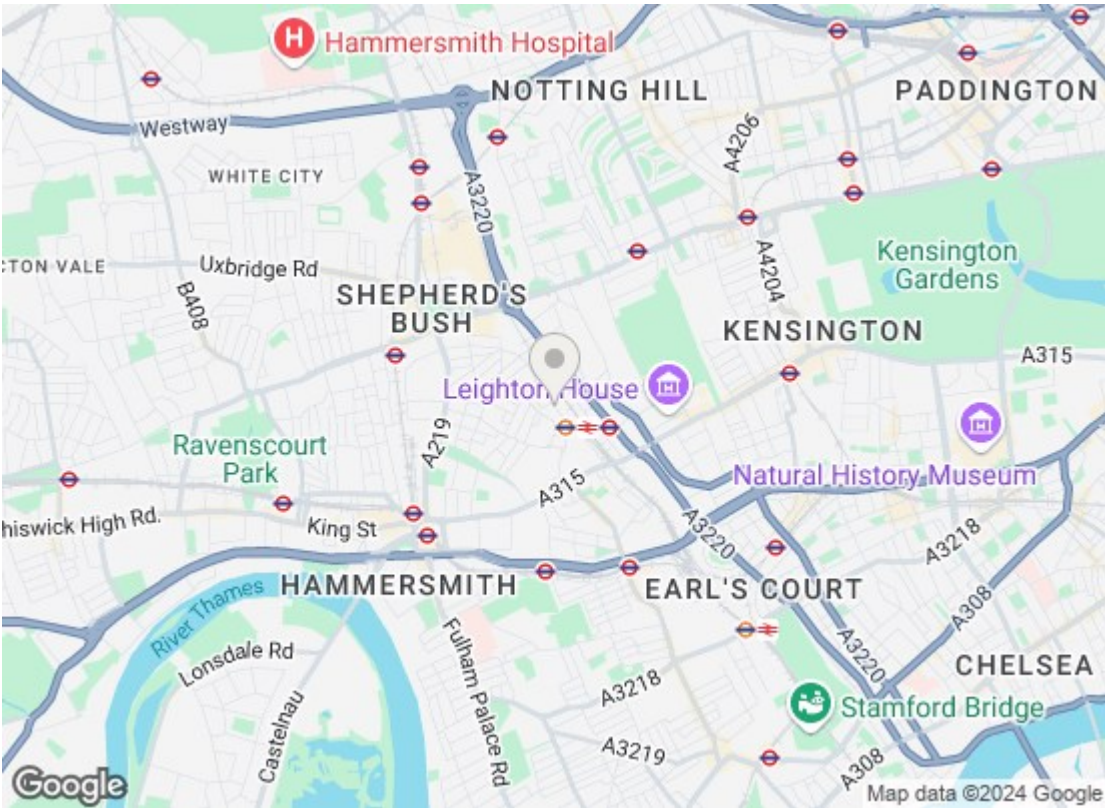 H
Hammersmith Hospital
NOTTING HILL
PADDINGTON
Westway
A4206
WHITE CITY
A3220
CTON VALE
Uxbridge Rd
Kensington
Gardens
A4204
B408
SHEPHERD'S
BUSH
KENSINGTON
A315
Leighton House
A219
Ravenscourt
Park
Natural History Museum
A315
hiswick High Rd.
King St
A3220
A3218
HAMMERSMITH
EARL'S COURT
A308
River Thames
Lonsdale Rd
Fulham Palace Rd
A3220
CHELSEA
A3218
Castelnau
Stamford Bridge
A3219
A308
Google
Map data ©2024 Google